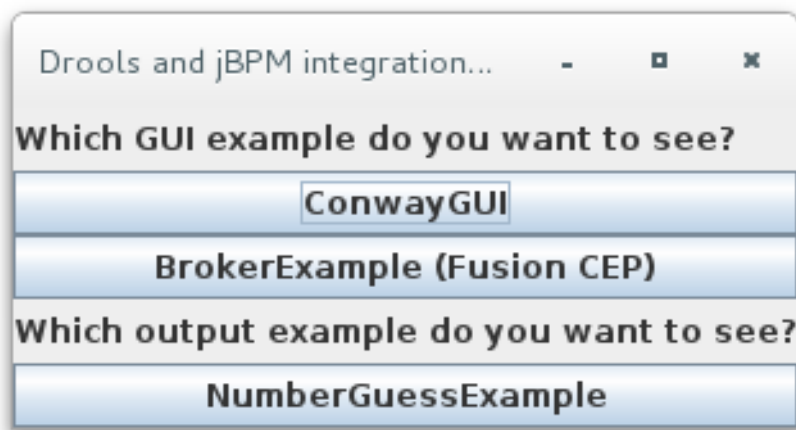 Drools and jBPM integration...
Which GUI example do you want to see?
ConwayGUI
BrokerExample (Fusion CEP)
Which output example do you want to see?
NumberGuessExample